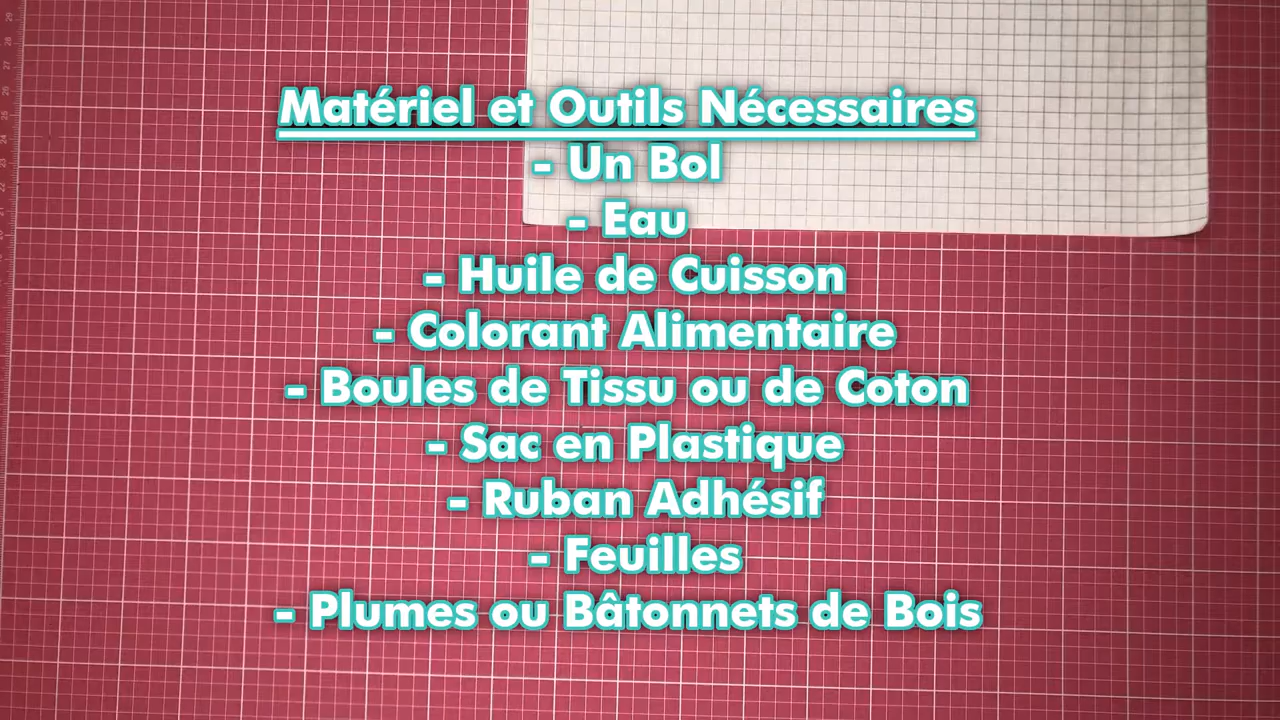 Matériel et Outils Nécessaires
- Un Bol
- Eau
- Huile de Cuisson
- Colorant Alimentaire
- Boules de Tissu ou de Coton
- Sac en Plastique
- Ruban Adhésif
- Feuilles
- Plumes ou Bâtonnets de Bois